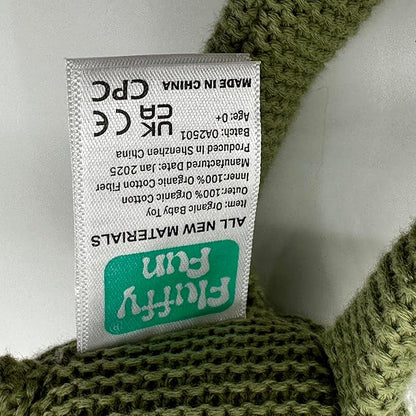 Fluffy
Fun
ALL NEW MATERIALS
Item: Organic Baby Toy
Outer:100% Organic Cotton
Inner:100% Organic Cotton Fiber
Manufactured Date: Jan 2025
Produced in Shenzhen China
Batch: OA2501
Age: 0+
CE UK CA
CPC
MADE IN CHINA